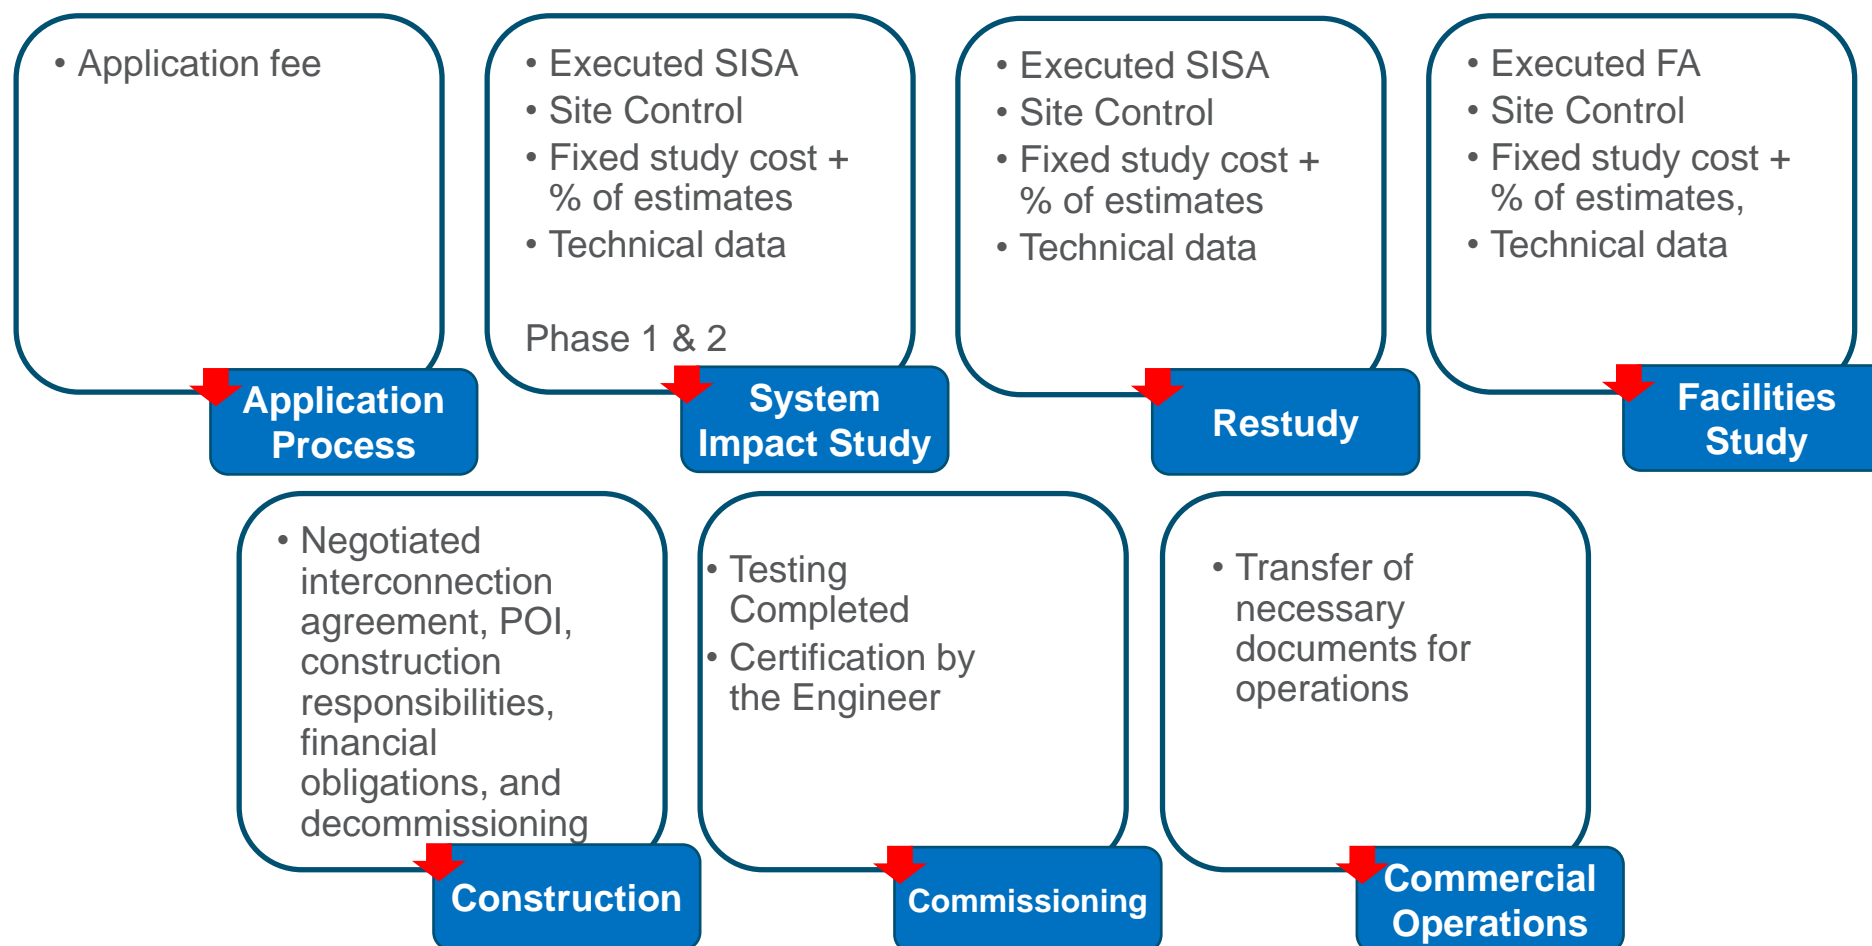 • Application fee
Application
Process
• Executed SISA
• Site Control
• Fixed study cost +
% of estimates
• Technical data
Phase 1 & 2
System
Impact Study
• Executed SISA
• Site Control
• Fixed study cost +
% of estimates
• Technical data
Restudy
• Executed FA
• Site Control
• Fixed study cost +
% of estimates,
• Technical data
Facilities
Study
• Negotiated
interconnection
agreement, POI,
construction
responsibilities,
financial
obligations, and
decommissioning
Construction
• Testing
Completed
• Certification by
the Engineer
Commissioning
• Transfer of
necessary
documents for
operations
Commercial
Operations